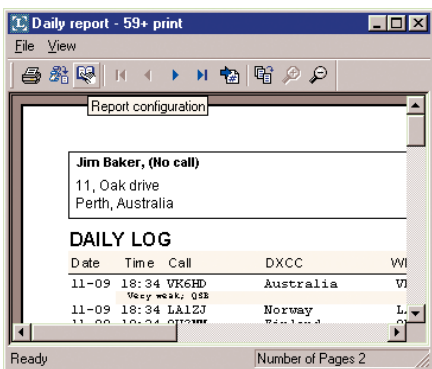 Daily report - 59+ print
File View
Report configuration
Jim Baker, (No call)
11, Oak drive
Perth, Australia
DAILY LOG
Date Time Call DXCC
11-09 18:34 VK6HD Australia
Very weak; QSB
11-09 18:34 LA1ZJ Norway
Ready Number of Pages 2